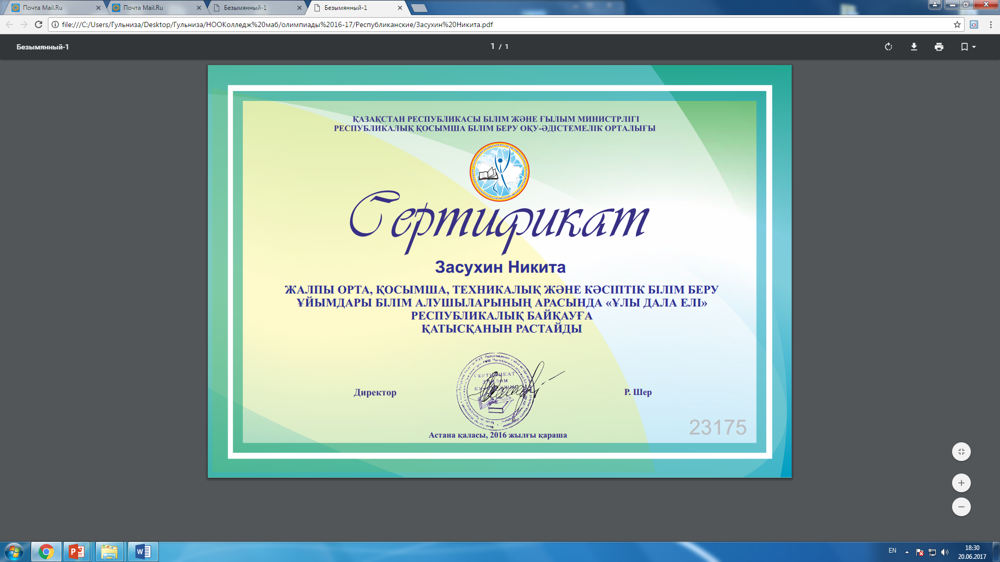 Почта Mail.Ru
Почта Mail.Ru
Безымянный-1
Безымянный-1
file:///C:/Users/Гульниза/Desktop/Гульниза/НООКолледж%20маб/олимпиады%2016-17/Республиканские/Засухин%20Никита.pdf
Безымянный-1
1 / 1
ҚАЗАҚСТАН РЕСПУБЛИКАСЫ БІЛІМ ЖӘНЕ ҒЫЛЫМ МИНИСТРЛІГІ
РЕСПУБЛИКАЛЫҚ ҚОСЫМША БІЛІМ БЕРУ ОҚУ-ӘДІСТЕМЕЛІК ОРТАЛЫҒЫ
Сертификат
Засухин Никита
ЖАЛПЫ ОРТА, ҚОСЫМША, ТЕХНИКАЛЫҚ ЖӘНЕ КӘСІПТІК БІЛІМ БЕРУ
ҰЙЫМДАРЫ БІЛІМ АЛУШЫЛАРЫНЫҢ АРАСЫНДА «ҰЛЫ ДАЛА ЕЛІ»
РЕСПУБЛИКАЛЫҚ БАЙҚАУҒА
ҚАТЫСҚАНЫН РАСТАЙДЫ
СЕРТИФИКАТ
ДИПЛОМ
Директор
Р. Шер
23175
Астана қаласы, 2016 жылғы қараша
EN
18:30
20.06.2017